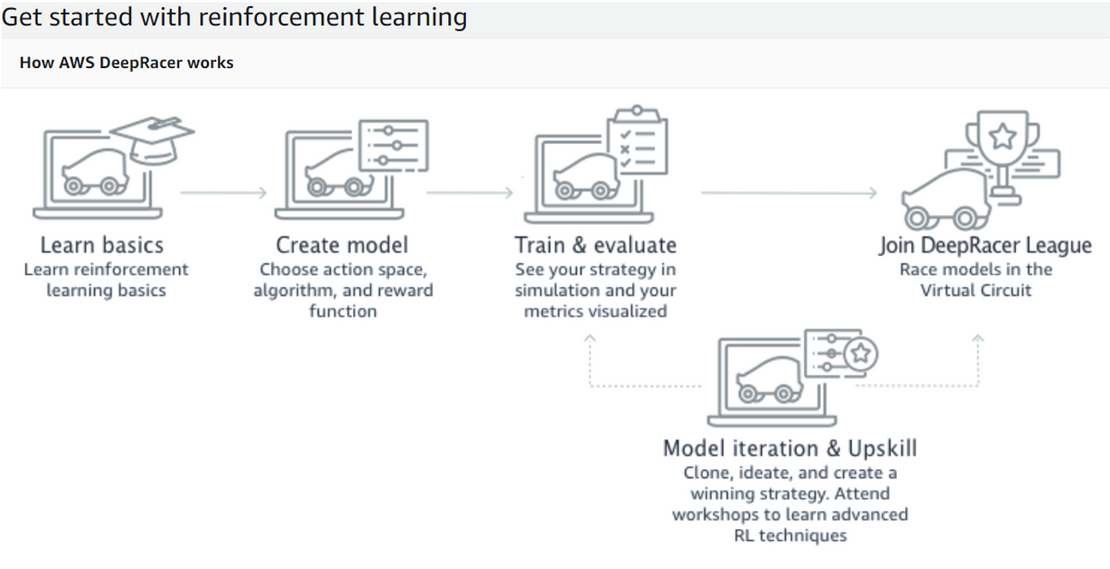 Get started with reinforcement learning
How AWS DeepRacer works
Learn basics
Learn reinforcement
learning basics
Create model
Choose action space,
algorithm, and reward
function
Train & evaluate
See your strategy in
simulation and your
metrics visualized
Join DeepRacer League
Race models in the
Virtual Circuit
Model iteration & Upskill
Clone, ideate, and create a
winning strategy. Attend
workshops to learn advanced
RL techniques